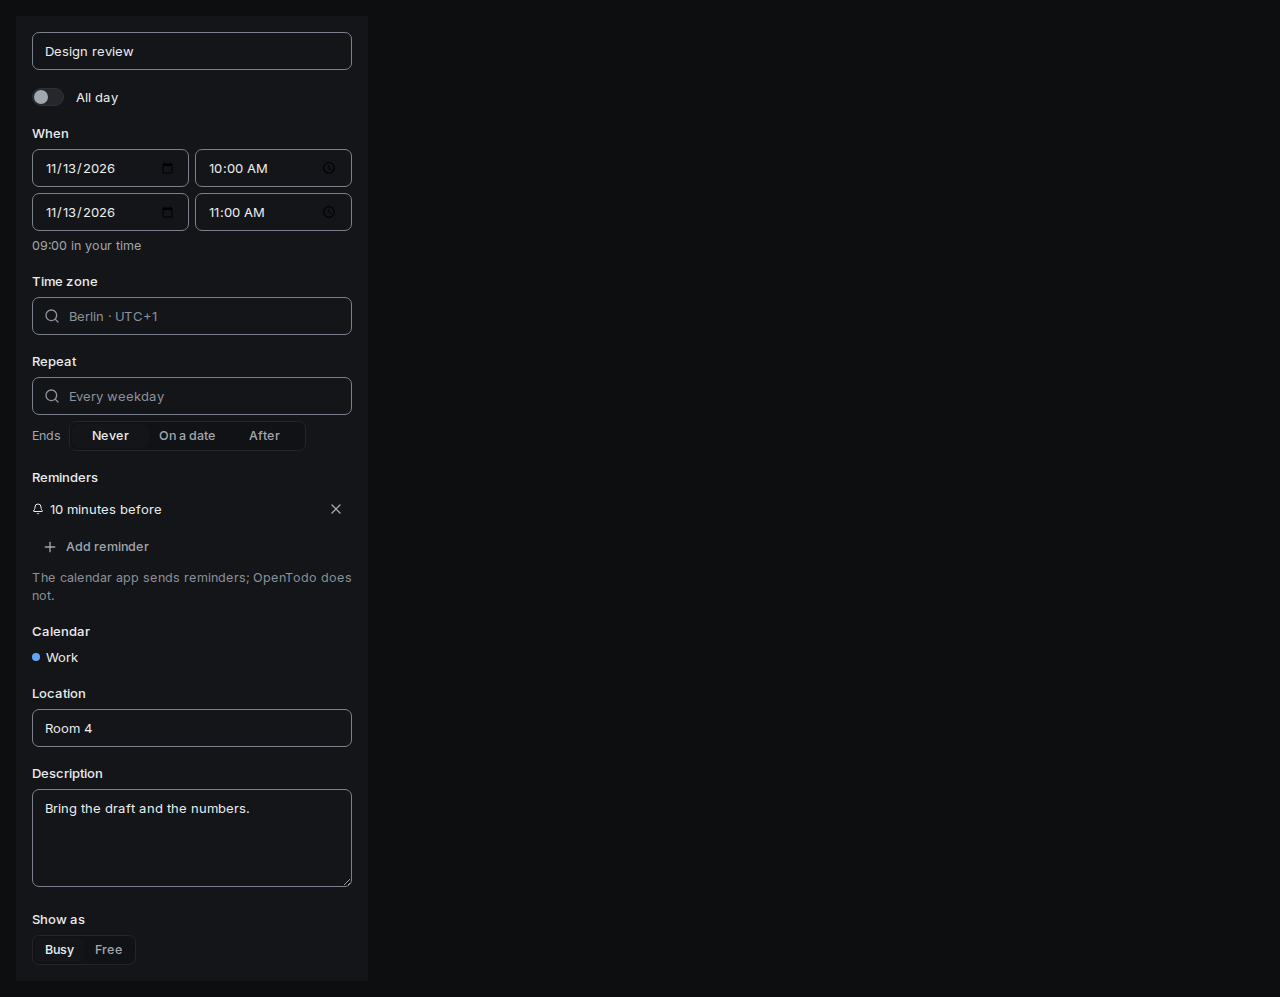 Design review
All day
When
11/13/2026 10:00 AM
11/13/2026 11:00 AM
09:00 in your time
Time zone
Berlin · UTC+1
Repeat
Every weekday
Ends Never On a date After
Reminders
10 minutes before
Add reminder
The calendar app sends reminders; OpenTodo does
not.
Calendar
Work
Location
Room 4
Description
Bring the draft and the numbers.
Show as
Busy Free